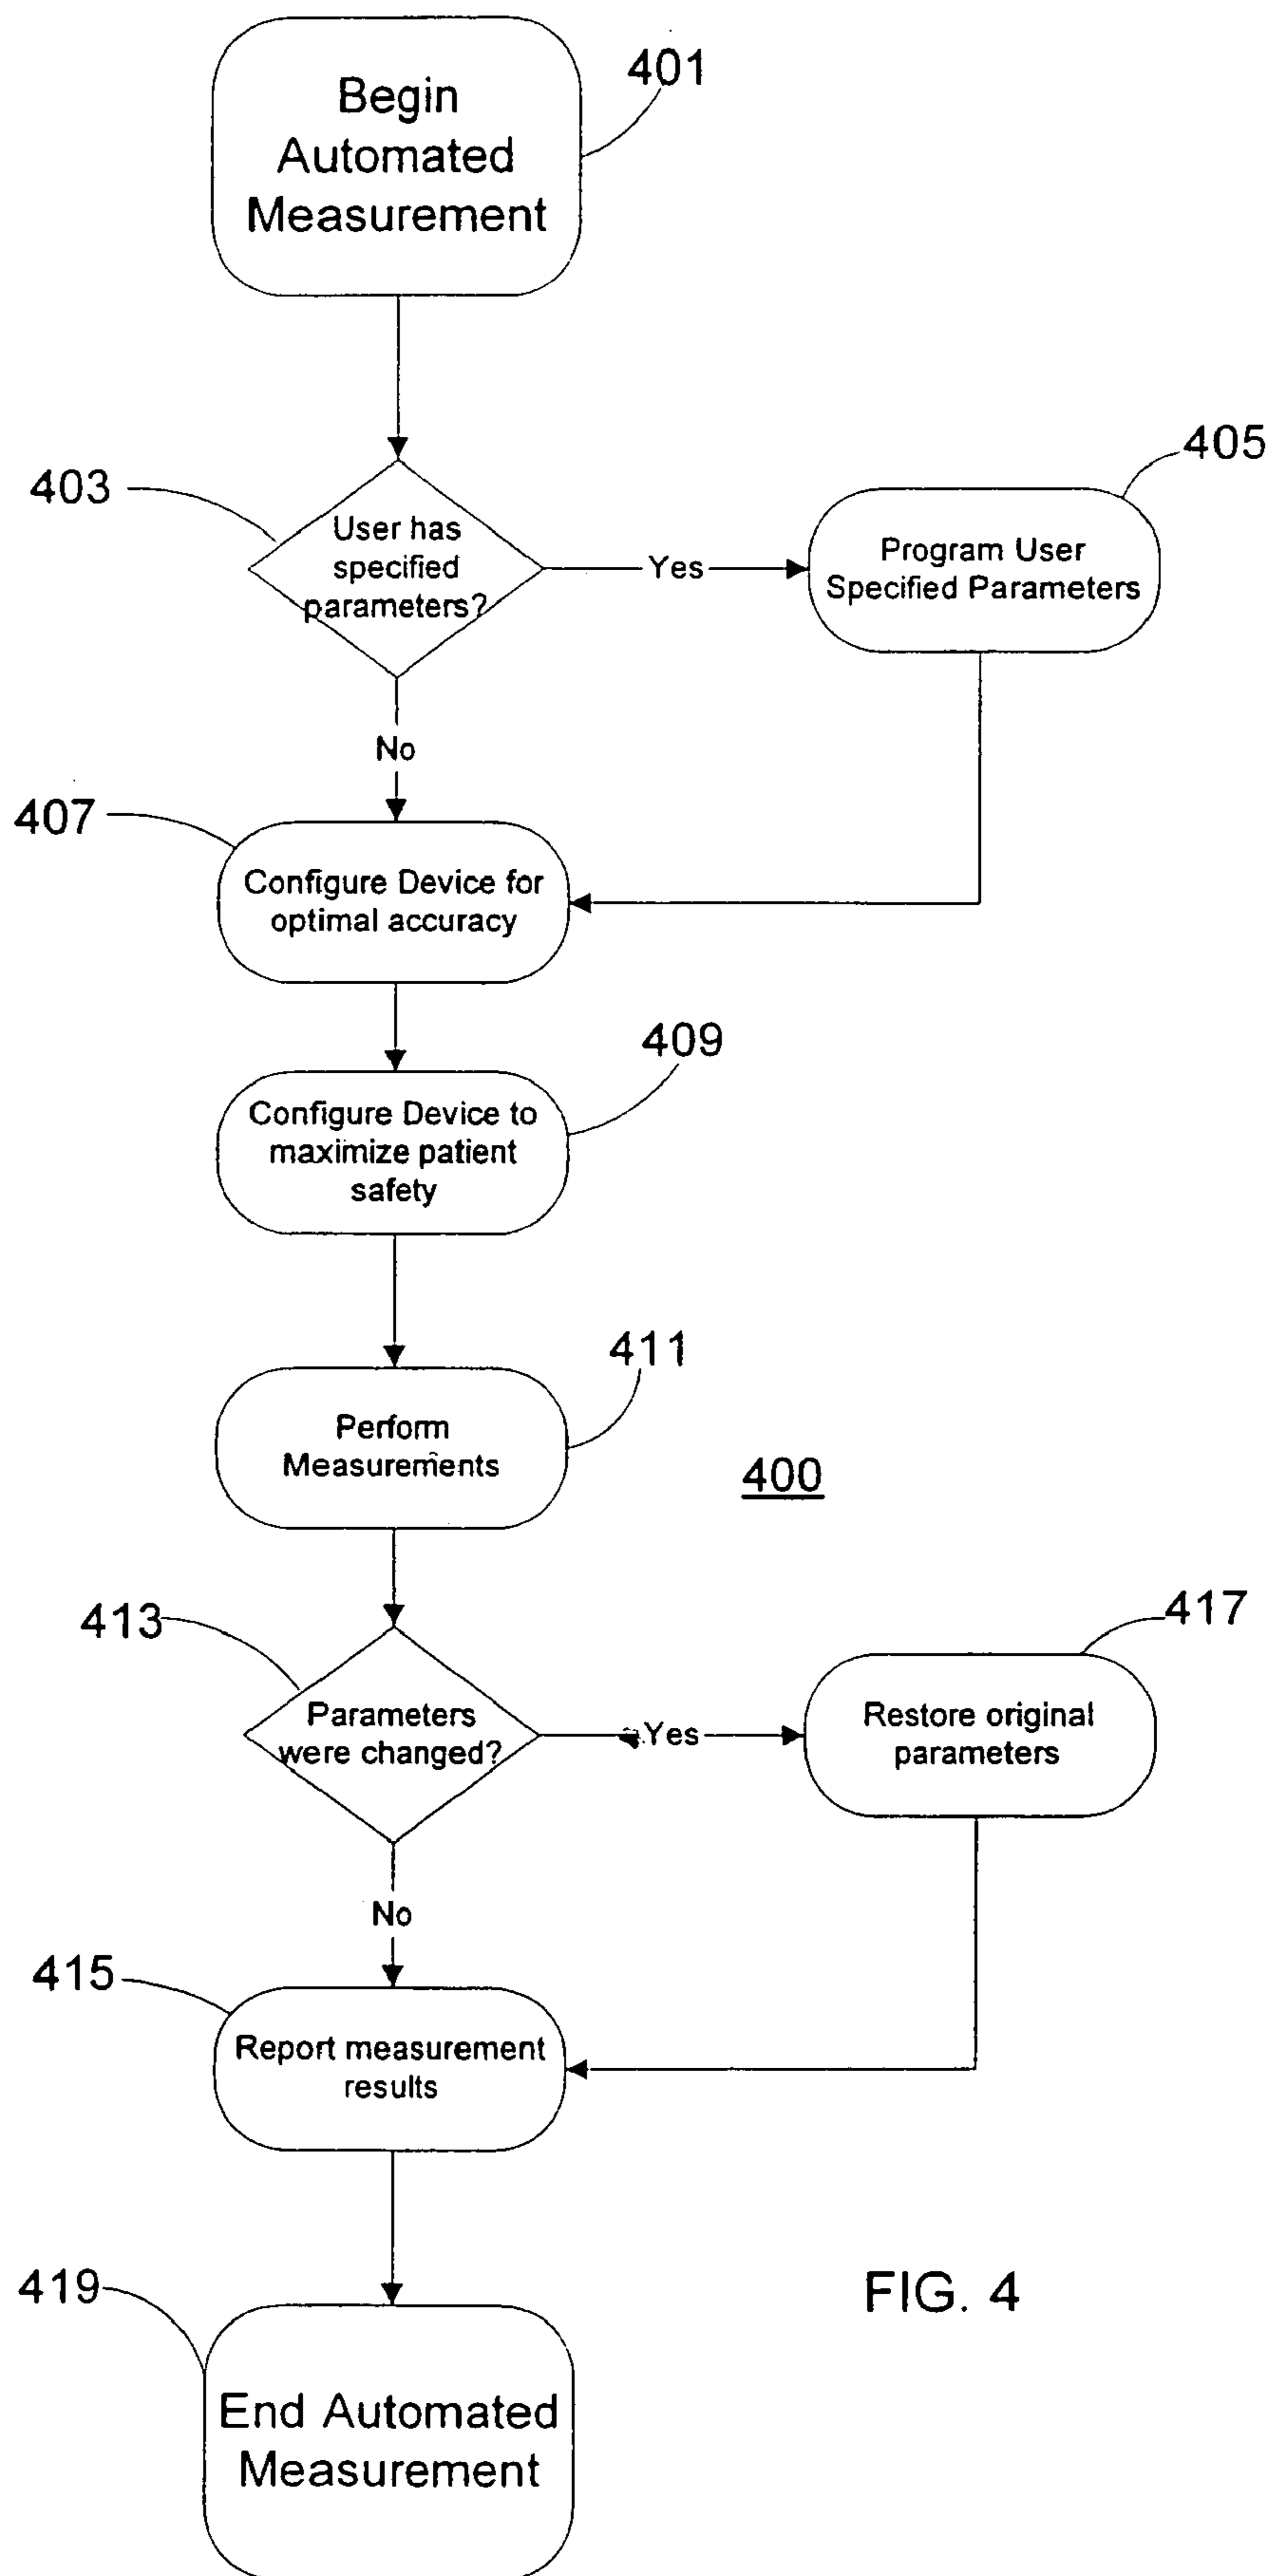 Begin
Automated
Measurement
401
403
User has
specified
parameters?
Yes
405
Program User
Specified Parameters
No
407
Configure Device for
optimal accuracy
409
Configure Device to
maximize patient
safety
411
Perform
Measurements
400
413
Parameters
were changed?
Yes
417
Restore original
parameters
No
415
Report measurement
results
419
End Automated
Measurement
FIG. 4